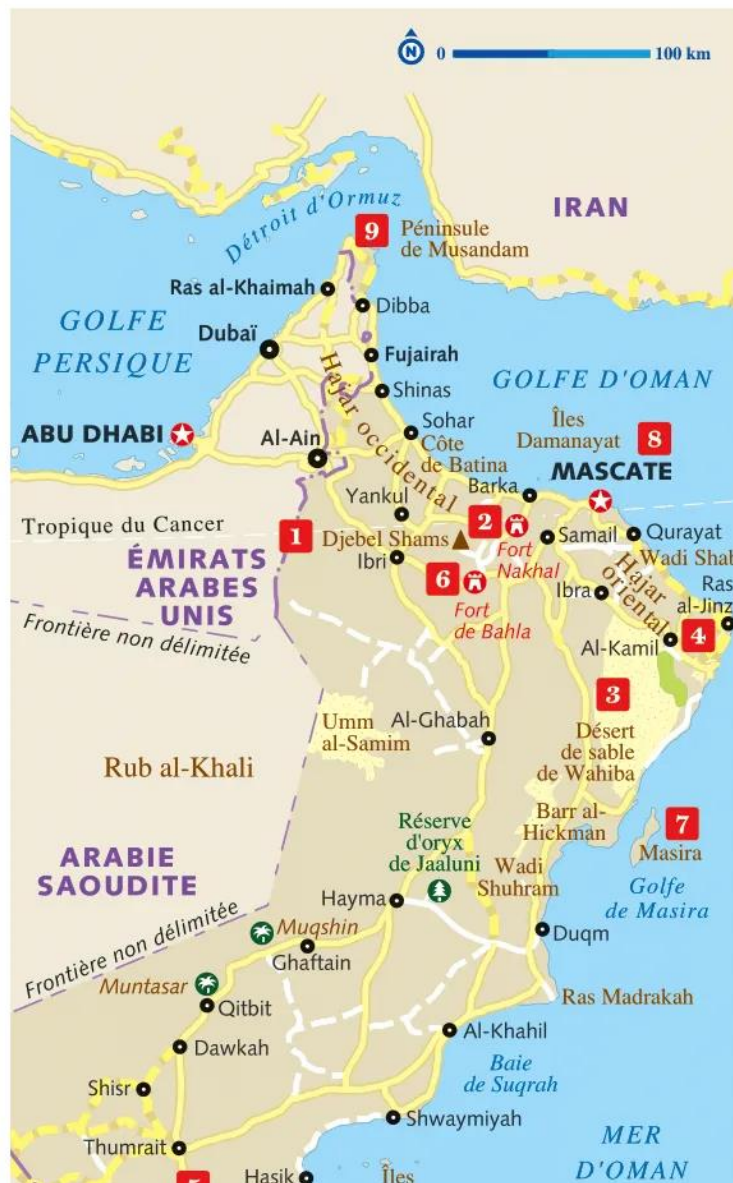 N 0 100 km
Détroit d'Ormuz
IRAN
9 Péninsule
de Musandam
Ras al-Khaimah
Dibba
GOLFE
PERSIQUE
Dubaï
Fujairah
Hajar occidental
Shinas
GOLFE D'OMAN
ABU DHABI
Sohar
Îles
Damanayat 8
Al-Ain
Côte
de Batina
MASCATE
Barka
Yankul
Tropique du Cancer
1
Djebel Shams
2
Fort
Nakhal
Samail
Qurayat
Wadi Shab
ÉMIRATS
ARABES
UNIS
Ibri
6
Fort
de Bahla
Ibra
Hajar
oriental
Ras
al-Jinz
4
Frontière non délimitée
Al-Kamil
3
Umm
al-Samim
Al-Ghabah
Désert
de sable
de Wahiba
Rub al-Khali
Barr al-
Hickman
7
Masira
Réserve
d'oryx
de Jaaluni
ARABIE
SAOUDITE
Wadi
Shuhram
Golfe
de Masira
Hayma
Frontière non délimitée
Muqshin
Ghaftain
Duqm
Muntasar
Qitbit
Ras Madrakah
Dawkah
Al-Khahil
Baie
de Suqrah
Shisr
Shwaymiyah
Thumrait
MER
D'OMAN
5
Hasik
Îles